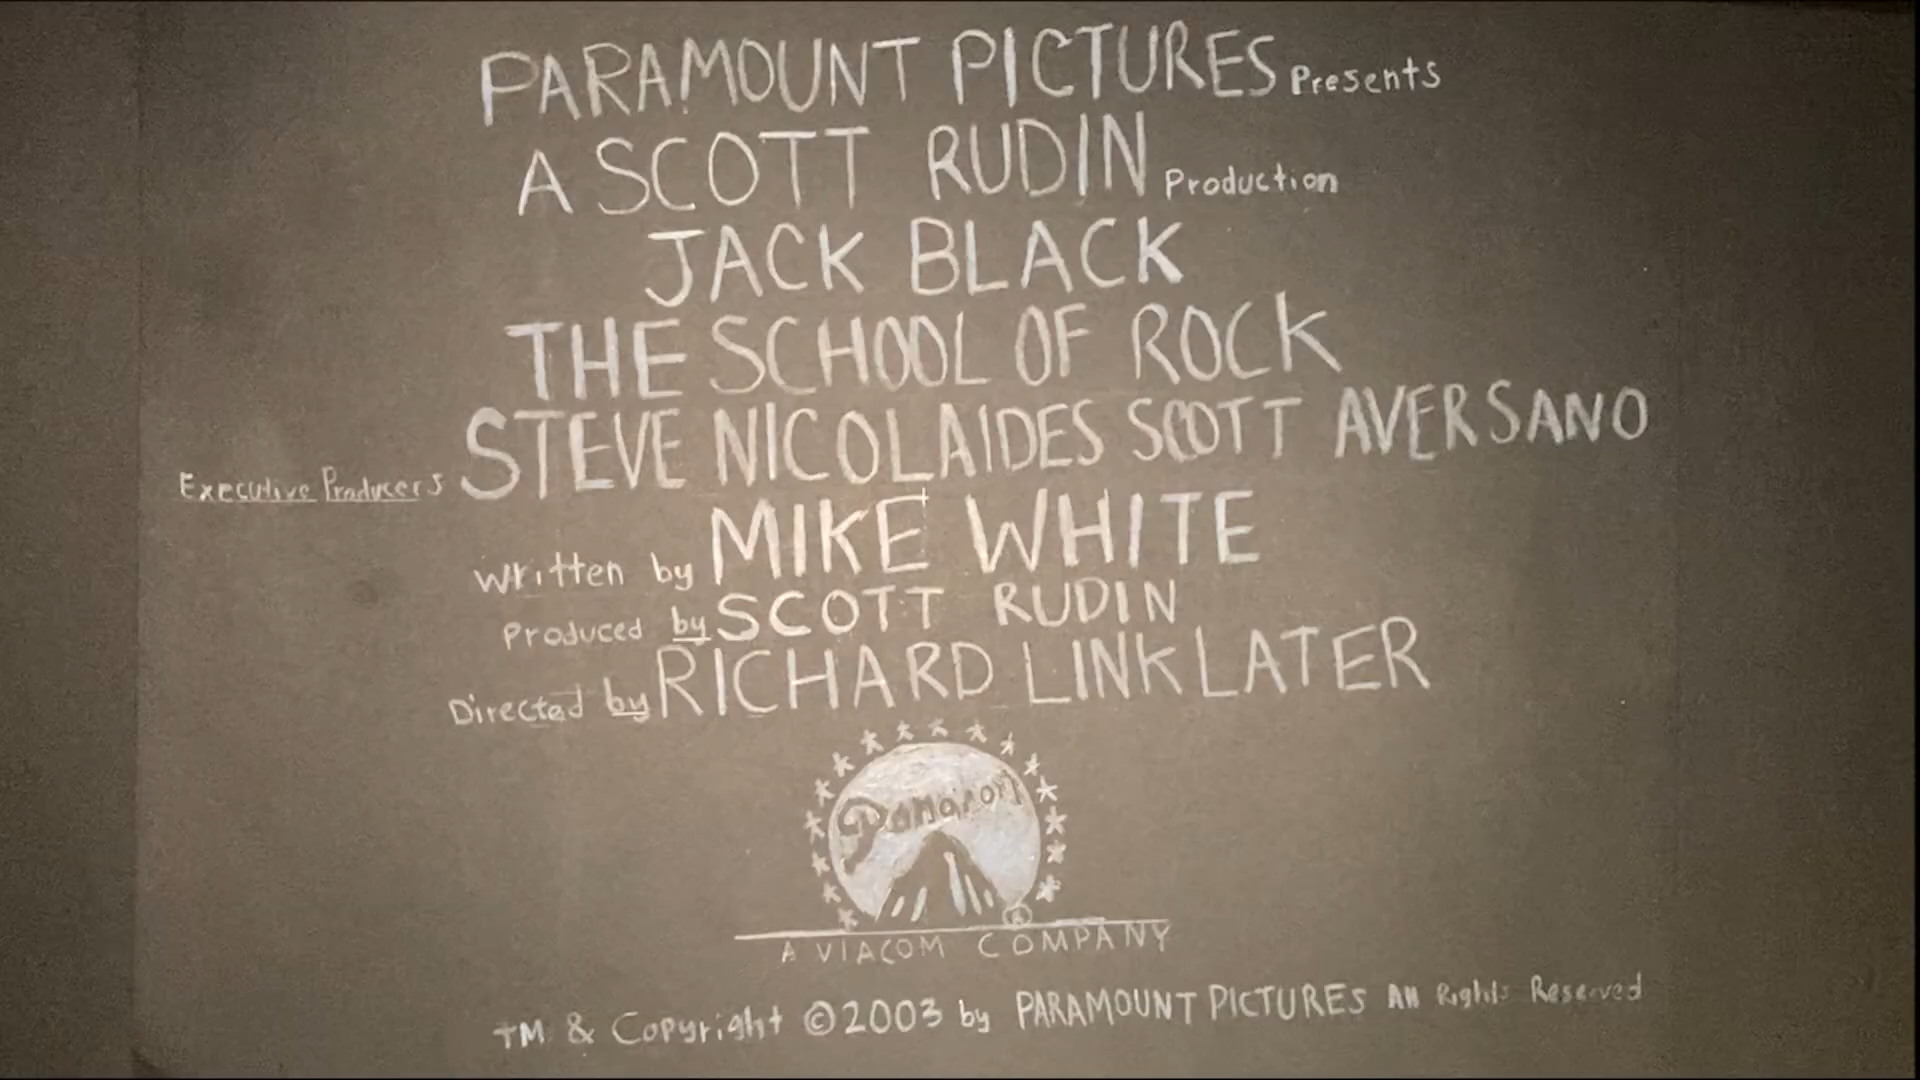 PARAMOUNT PICTURES Presents
A SCOTT RUDIN Production
JACK BLACK
THE SCHOOL OF ROCK
Executive Producers STEVE NICOLAIDES SCOTT AVERSANO
Written by MIKE WHITE
Produced by SCOTT RUDIN
Directed by RICHARD LINKLATER
®
A VIACOM COMPANY
TM & Copyright ©2003 by PARAMOUNT PICTURES All Rights Reserved